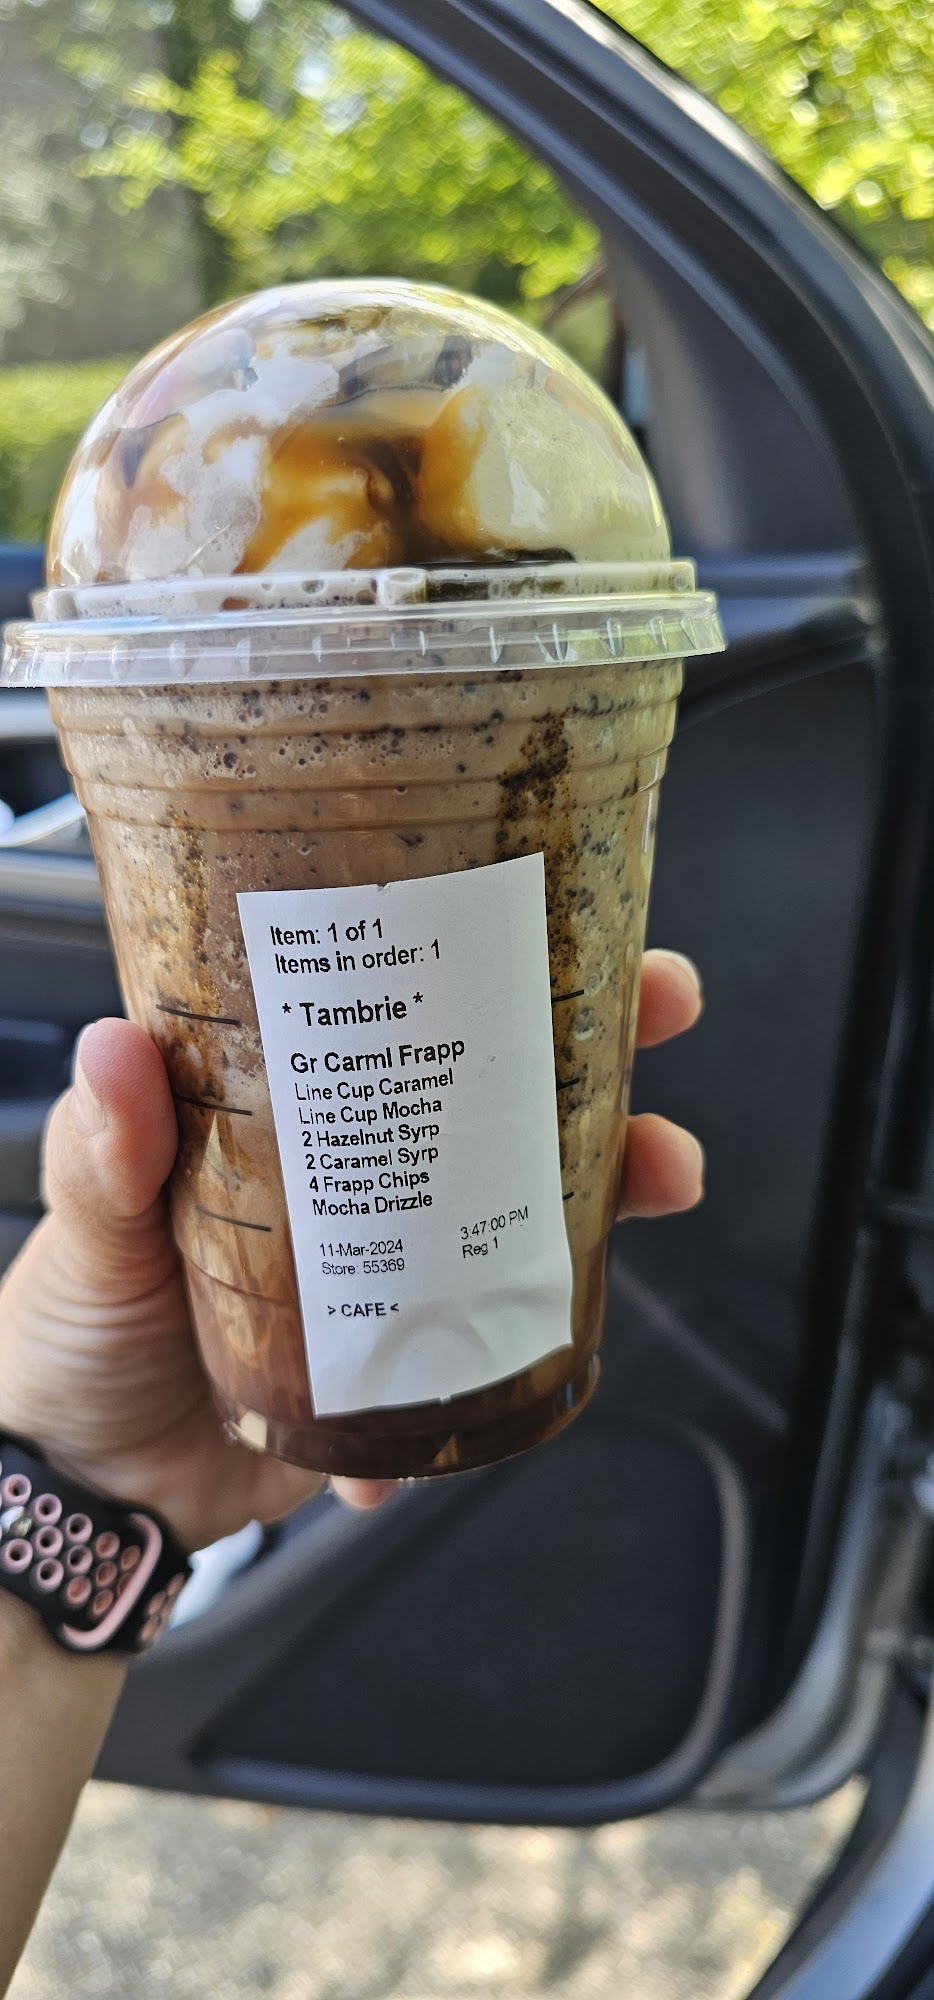 Item: 1 of 1
Items in order: 1
* Tambrie *
Gr Carml Frapp
Line Cup Caramel
Line Cup Mocha
2 Hazelnut Syrp
2 Caramel Syrp
4 Frapp Chips
Mocha Drizzle
11-Mar-2024 3:47:00 PM
Store: 55369 Reg 1
> CAFE <